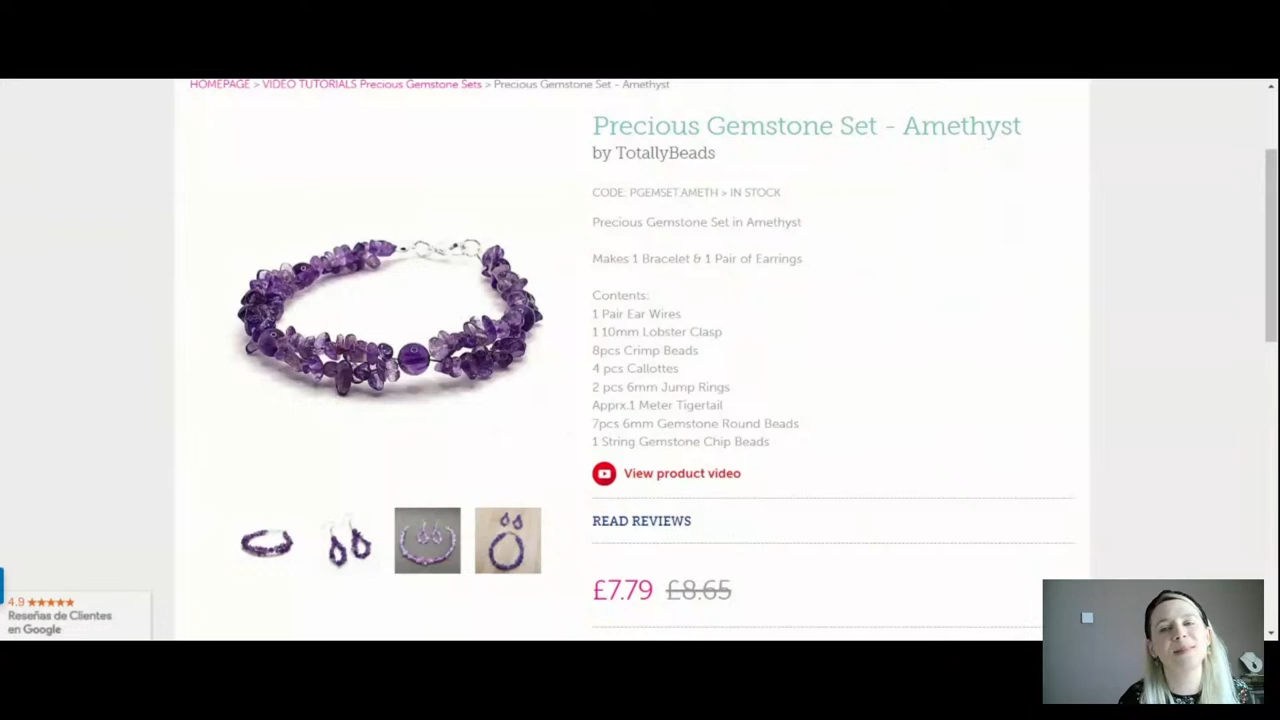 HOMEPAGE > VIDEO TUTORIALS Precious Gemstone Sets > Precious Gemstone Set - Amethyst
Precious Gemstone Set - Amethyst
by TotallyBeads
CODE: PGEMSET.AMETH > IN STOCK
Precious Gemstone Set in Amethyst
Makes 1 Bracelet & 1 Pair of Earrings
Contents:
1 Pair Ear Wires
1 10mm Lobster Clasp
8pcs Crimp Beads
4 pcs Callottes
2 pcs 6mm Jump Rings
Apprx.1 Meter Tigertail
7pcs 6mm Gemstone Round Beads
1 String Gemstone Chip Beads
View product video
READ REVIEWS
£7.79 £8.65
4.9 ★★★★★
Reseñas de Clientes
en Google